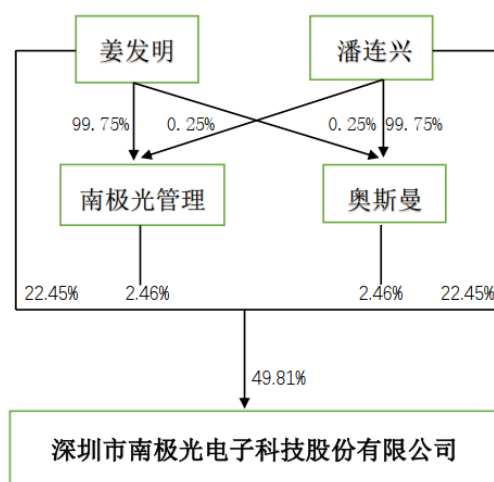 姜发明 潘连兴
99.75% 0.25% 0.25% 99.75%
南极光管理 奥斯曼
22.45% 2.46% 2.46% 22.45%
49.81%
深圳市南极光电子科技股份有限公司